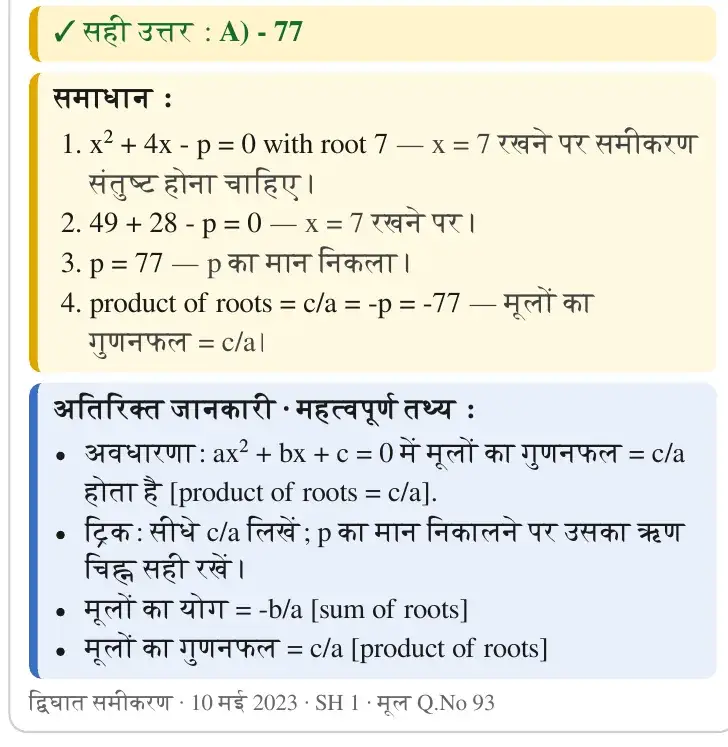 ✓ सही उत्तर : A) - 77
समाधान :
1. x² + 4x - p = 0 with root 7 — x = 7 रखने पर समीकरण
संतुष्ट होना चाहिए।
2. 49 + 28 - p = 0 — x = 7 रखने पर।
3. p = 77 — p का मान निकला।
4. product of roots = c/a = -p = -77 — मूलों का
गुणनफल = c/a।
अतिरिक्त जानकारी · महत्वपूर्ण तथ्य :
• अवधारणा : ax² + bx + c = 0 में मूलों का गुणनफल = c/a
होता है [product of roots = c/a].
• ट्रिक : सीधे c/a लिखें ; p का मान निकालने पर उसका ऋण
चिह्न सही रखें।
• मूलों का योग = -b/a [sum of roots]
• मूलों का गुणनफल = c/a [product of roots]
द्विघात समीकरण · 10 मई 2023 · SH 1 · मूल Q.No 93